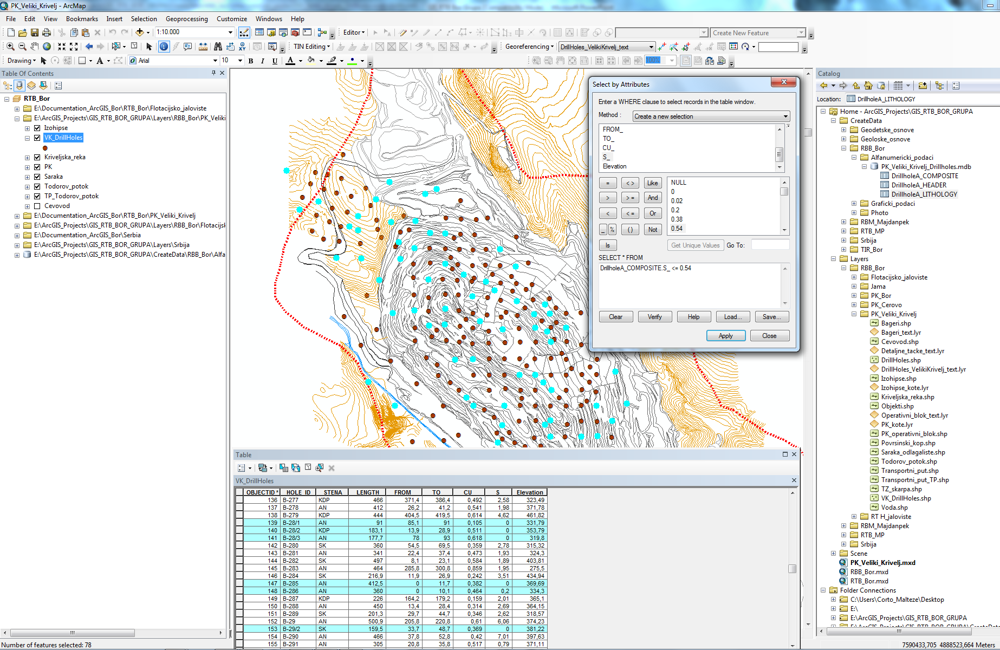 PK_Veliki_Krivelj - ArcMap
File Edit View Bookmarks Insert Selection Geoprocessing Customize Windows Help
1:10.000 Editor Create New Feature
TIN Editing Georeferencing DrillHoles_VelikiKrivelj_text
Drawing A Arial 10 B I U A 100%
Table Of Contents
RTB_Bor
E:\Documentation_ArcGIS_Bor\RTB_Bor\Flotacijsko_jaloviste
E:\ArcGIS_Projects\GIS_RTB_BOR_GRUPA\Layers\RBB_Bor\PK_Veliki
Izohipse
VK_DrillHoles
Kriveljska_reka
PK
Saraka
Todorov_potok
TP_Todorov_potok
Cevovod
E:\Documentation_ArcGIS_Bor\RTB_Bor\PK_Veliki_Krivelj
E:\ArcGIS_Projects\GIS_RTB_BOR_GRUPA\Layers\RBB_Bor\Flotacijsk
E:\Documentation_ArcGIS_Bor\Serbia
E:\ArcGIS_Projects\GIS_RTB_BOR_GRUPA\Layers\Srbija
E:\ArcGIS_Projects\GIS_RTB_BOR_GRUPA\CreateData\RBB_Bor\Alfa
Select by Attributes
Enter a WHERE clause to select records in the table window.
Method : Create a new selection
FROM_
TO_
CU_
S_
Elevation
= < > Like
> > = And
< < = Or
_ % ( ) Not
Is
NULL
0
0.02
0.2
0.38
0.54
Get Unique Values Go To:
SELECT * FROM
DrillholeA_COMPOSITE.S_ <= 0.54
Clear Verify Help Load... Save...
Apply Close
Table
VK_DrillHoles
OBJECTID * HOLE_ID STENA LENGTH FROM TO CU S Elevation
136 B-277 KDP 466 371,4 386,4 0,492 2,58 323,49
137 B-278 AN 412 26,2 41,2 0,541 1,98 371,78
138 B-279 KDP 444 404,5 419,5 0,614 4,62 461,82
139 B-28/1 AN 91 85,1 91 0,105 0 331,79
140 B-28/2 KDP 183,1 13,9 28,9 0,511 0 353,79
141 B-28/3 AN 177,7 78 93 0,618 0 319,8
142 B-280 SK 360 54,5 69,5 0,359 2,78 315,32
143 B-281 AN 341 22,4 37,4 0,473 1,93 324,3
144 B-282 SK 497 8,1 23,1 0,584 1,89 403,81
145 B-283 AN 464 285,8 300,8 0,859 1,95 275,5
146 B-284 SK 216,9 11,9 26,9 0,242 3,51 434,94
147 B-285 AN 412,5 0 11,7 0,382 0 369,69
148 B-286 AN 360 0 10,1 0,464 0,2 334,3
149 B-287 KDP 226 164,2 179,2 0,159 2,01 365,1
150 B-288 AN 450 13,4 28,4 0,314 2,69 364,15
151 B-289 SK 201,3 29,7 44,7 0,346 2,62 318,57
152 B-29 AN 500,9 205,8 220,8 0,61 6,06 374,23
153 B-29/2 SK 159,5 33,7 48,7 0,369 0 381,22
154 B-290 AN 466 37,8 52,8 0,42 7,01 397,63
155 B-291 AN 305 20,8 35,8 0,517 0,79 371,11
Catalog
Location: DrillholeA_LITHOLOGY
Home - ArcGIS_Projects\GIS_RTB_BOR_GRUPA
CreateData
Geodetske_osnove
Geoloske_osnove
RBB_Bor
Alfanumericki_podaci
PK_Veliki_Krivelj_Drillholes.mdb
DrillholeA_COMPOSITE
DrillholeA_HEADER
DrillholeA_LITHOLOGY
Graficki_podaci
Photo
RBM_Majdanpek
RTB_MP
Srbija
TIR_Bor
Layers
RBB_Bor
Flotacijsko_jaloviste
Jama
PK_Bor
PK_Cerovo
PK_Veliki_Krivelj
Bageri.shp
Bageri_text.lyr
Cevovod.shp
Detaljne_tacke_text.lyr
DrillHoles.shp
DrillHoles_VelikiKrivelj_text.lyr
Izohipse.shp
Izohipse_kote.lyr
Kriveljska_reka.shp
Objekti.shp
Operativni_blok_text.lyr
PK_kote.lyr
PK_operativni_blok.shp
Povrsinski_kop.shp
Saraka_odlagaliste.shp
Todorov_potok.shp
Transportni_put.shp
Transportni_put_TP.shp
TZ_skarpa.shp
VK_DrillHoles.shp
Voda.shp
RT H_jaloviste
RBM_Majdanpek
RTB_MP
Srbija
Scene
PK_Veliki_Krivelj.mxd
RBB_Bor.mxd
RTB_Bor.mxd
Folder Connections
C:\Users\Corto_Malteze\Desktop
E:\
E:\ArcGIS_Projects\GIS_RTB_BOR_GRUPA
Number of features selected: 78
7590433,705 4888523,664 Meters